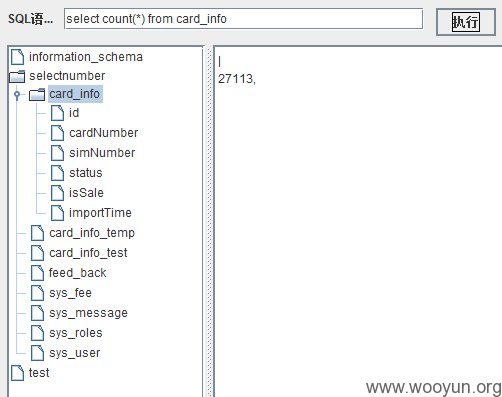 SQL语... select count(*) from card_info 执行
information_schema
selectnumber
card_info
id
cardNumber
simNumber
status
isSale
importTime
card_info_temp
card_info_test
feed_back
sys_fee
sys_message
sys_roles
sys_user
test
|
27113,
www.wooyun.org